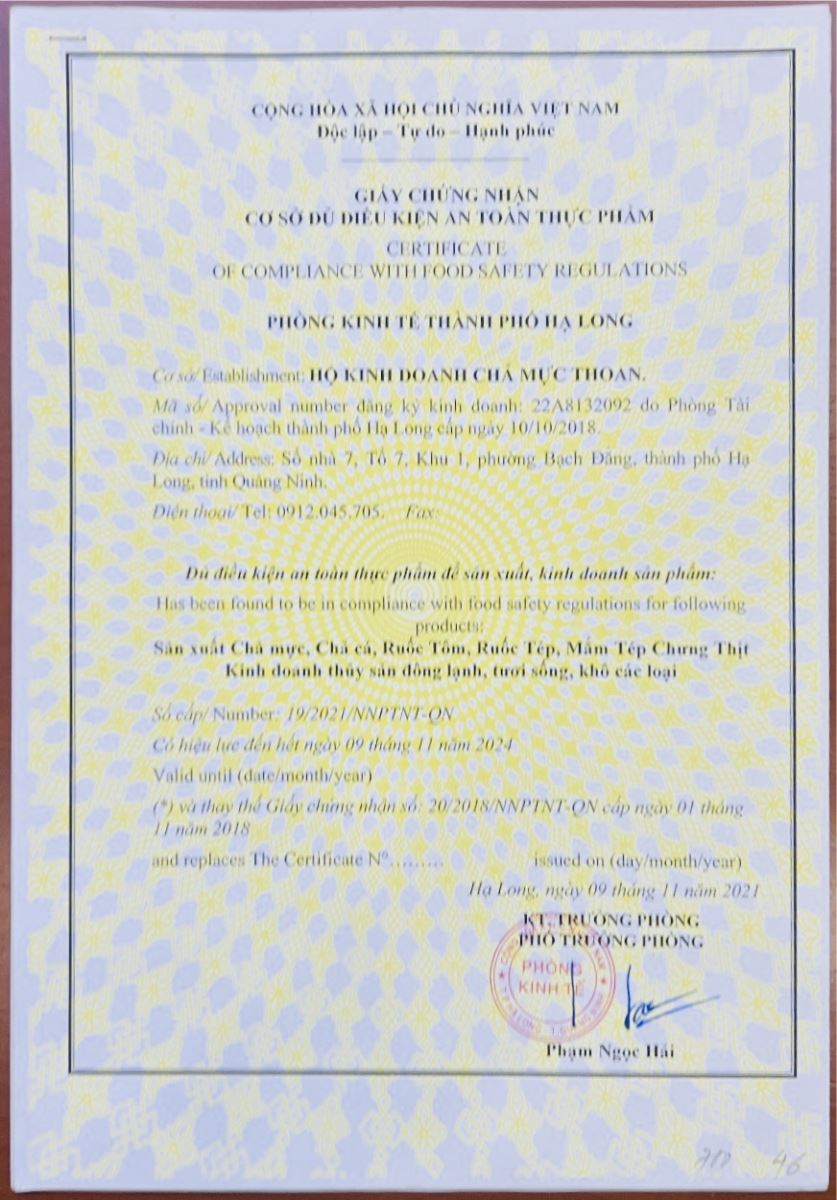 CỘNG HÒA XÃ HỘI CHỦ NGHĨA VIỆT NAM
Độc lập – Tự do – Hạnh phúc
GIẤY CHỨNG NHẬN
CƠ SỞ ĐỦ ĐIỀU KIỆN AN TOÀN THỰC PHẨM
CERTIFICATE
OF COMPLIANCE WITH FOOD SAFETY REGULATIONS
PHÒNG KINH TẾ THÀNH PHỐ HẠ LONG
Cơ sở/ Establishment: HỘ KINH DOANH CHẢ MỰC THOAN.
Mã số/ Approval number đăng ký kinh doanh: 22A8132092 do Phòng Tài
chính - Kế hoạch thành phố Hạ Long cấp ngày 10/10/2018.
Địa chỉ/ Address: Số nhà 7, Tổ 7, Khu 1, phường Bạch Đằng, thành phố Hạ
Long, tỉnh Quảng Ninh.
Điện thoại/ Tel: 0912.045.705. Fax:
Đủ điều kiện an toàn thực phẩm để sản xuất, kinh doanh sản phẩm:
Has been found to be in compliance with food safety regulations for following
products:
Sản xuất Chả mực, Chả cá, Ruốc Tôm, Ruốc Tép, Mắm Tép Chưng Thịt
Kinh doanh thủy sản đông lạnh, tươi sống, khô các loại
Số cấp/ Number: 19/2021/NNPTNT-QN
Có hiệu lực đến hết ngày 09 tháng 11 năm 2024
Valid until (date/month/year)
(*) và thay thế Giấy chứng nhận số: 20/2018/NNPTNT-QN cấp ngày 01 tháng
11 năm 2018
and replaces The Certificate Nº......... issued on (day/month/year)
Hạ Long, ngày 09 tháng 11 năm 2021
KT. TRƯỞNG PHÒNG
PHÓ TRƯỞNG PHÒNG
PHÒNG
KINH TẾ
Phạm Ngọc Hải
46